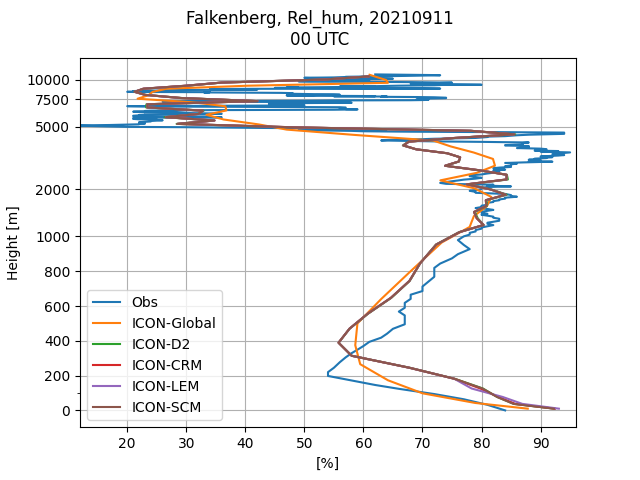 Falkenberg, Rel_hum, 20210911
00 UTC
10000
7500
5000
2000
1000
800
600
400
200
0
Height [m]
Obs
ICON-Global
ICON-D2
ICON-CRM
ICON-LEM
ICON-SCM
20 30 40 50 60 70 80 90
[%]